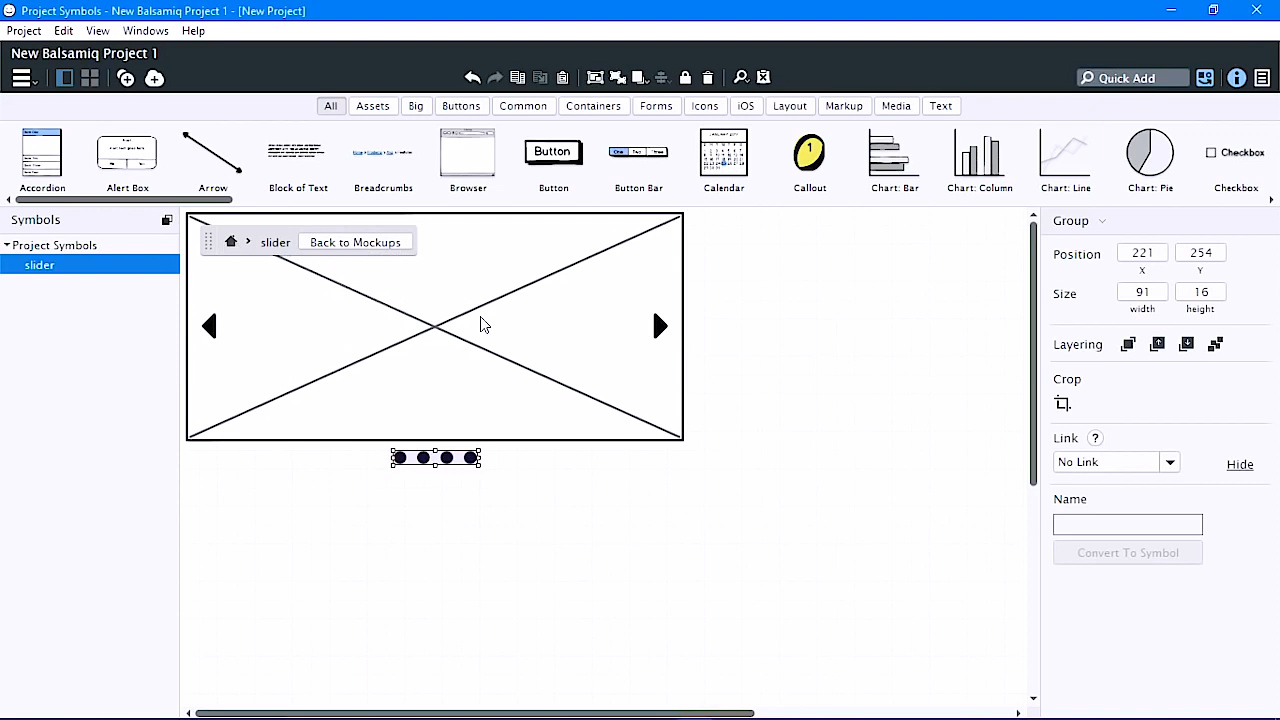 Project Symbols - New Balsamiq Project 1 - [New Project]
Project Edit View Windows Help
New Balsamiq Project 1
Quick Add
All Assets Big Buttons Common Containers Forms Icons iOS Layout Markup Media Text
Button
One Two Three
1
Checkbox
Accordion Alert Box Arrow Block of Text Breadcrumbs Browser Button Button Bar Calendar Callout Chart: Bar Chart: Column Chart: Line Chart: Pie Checkbox
Symbols
Project Symbols
slider
slider Back to Mockups
Group
Position 221 254
X Y
Size 91 16
width height
Layering
Crop
Link ?
No Link Hide
Name
Convert To Symbol